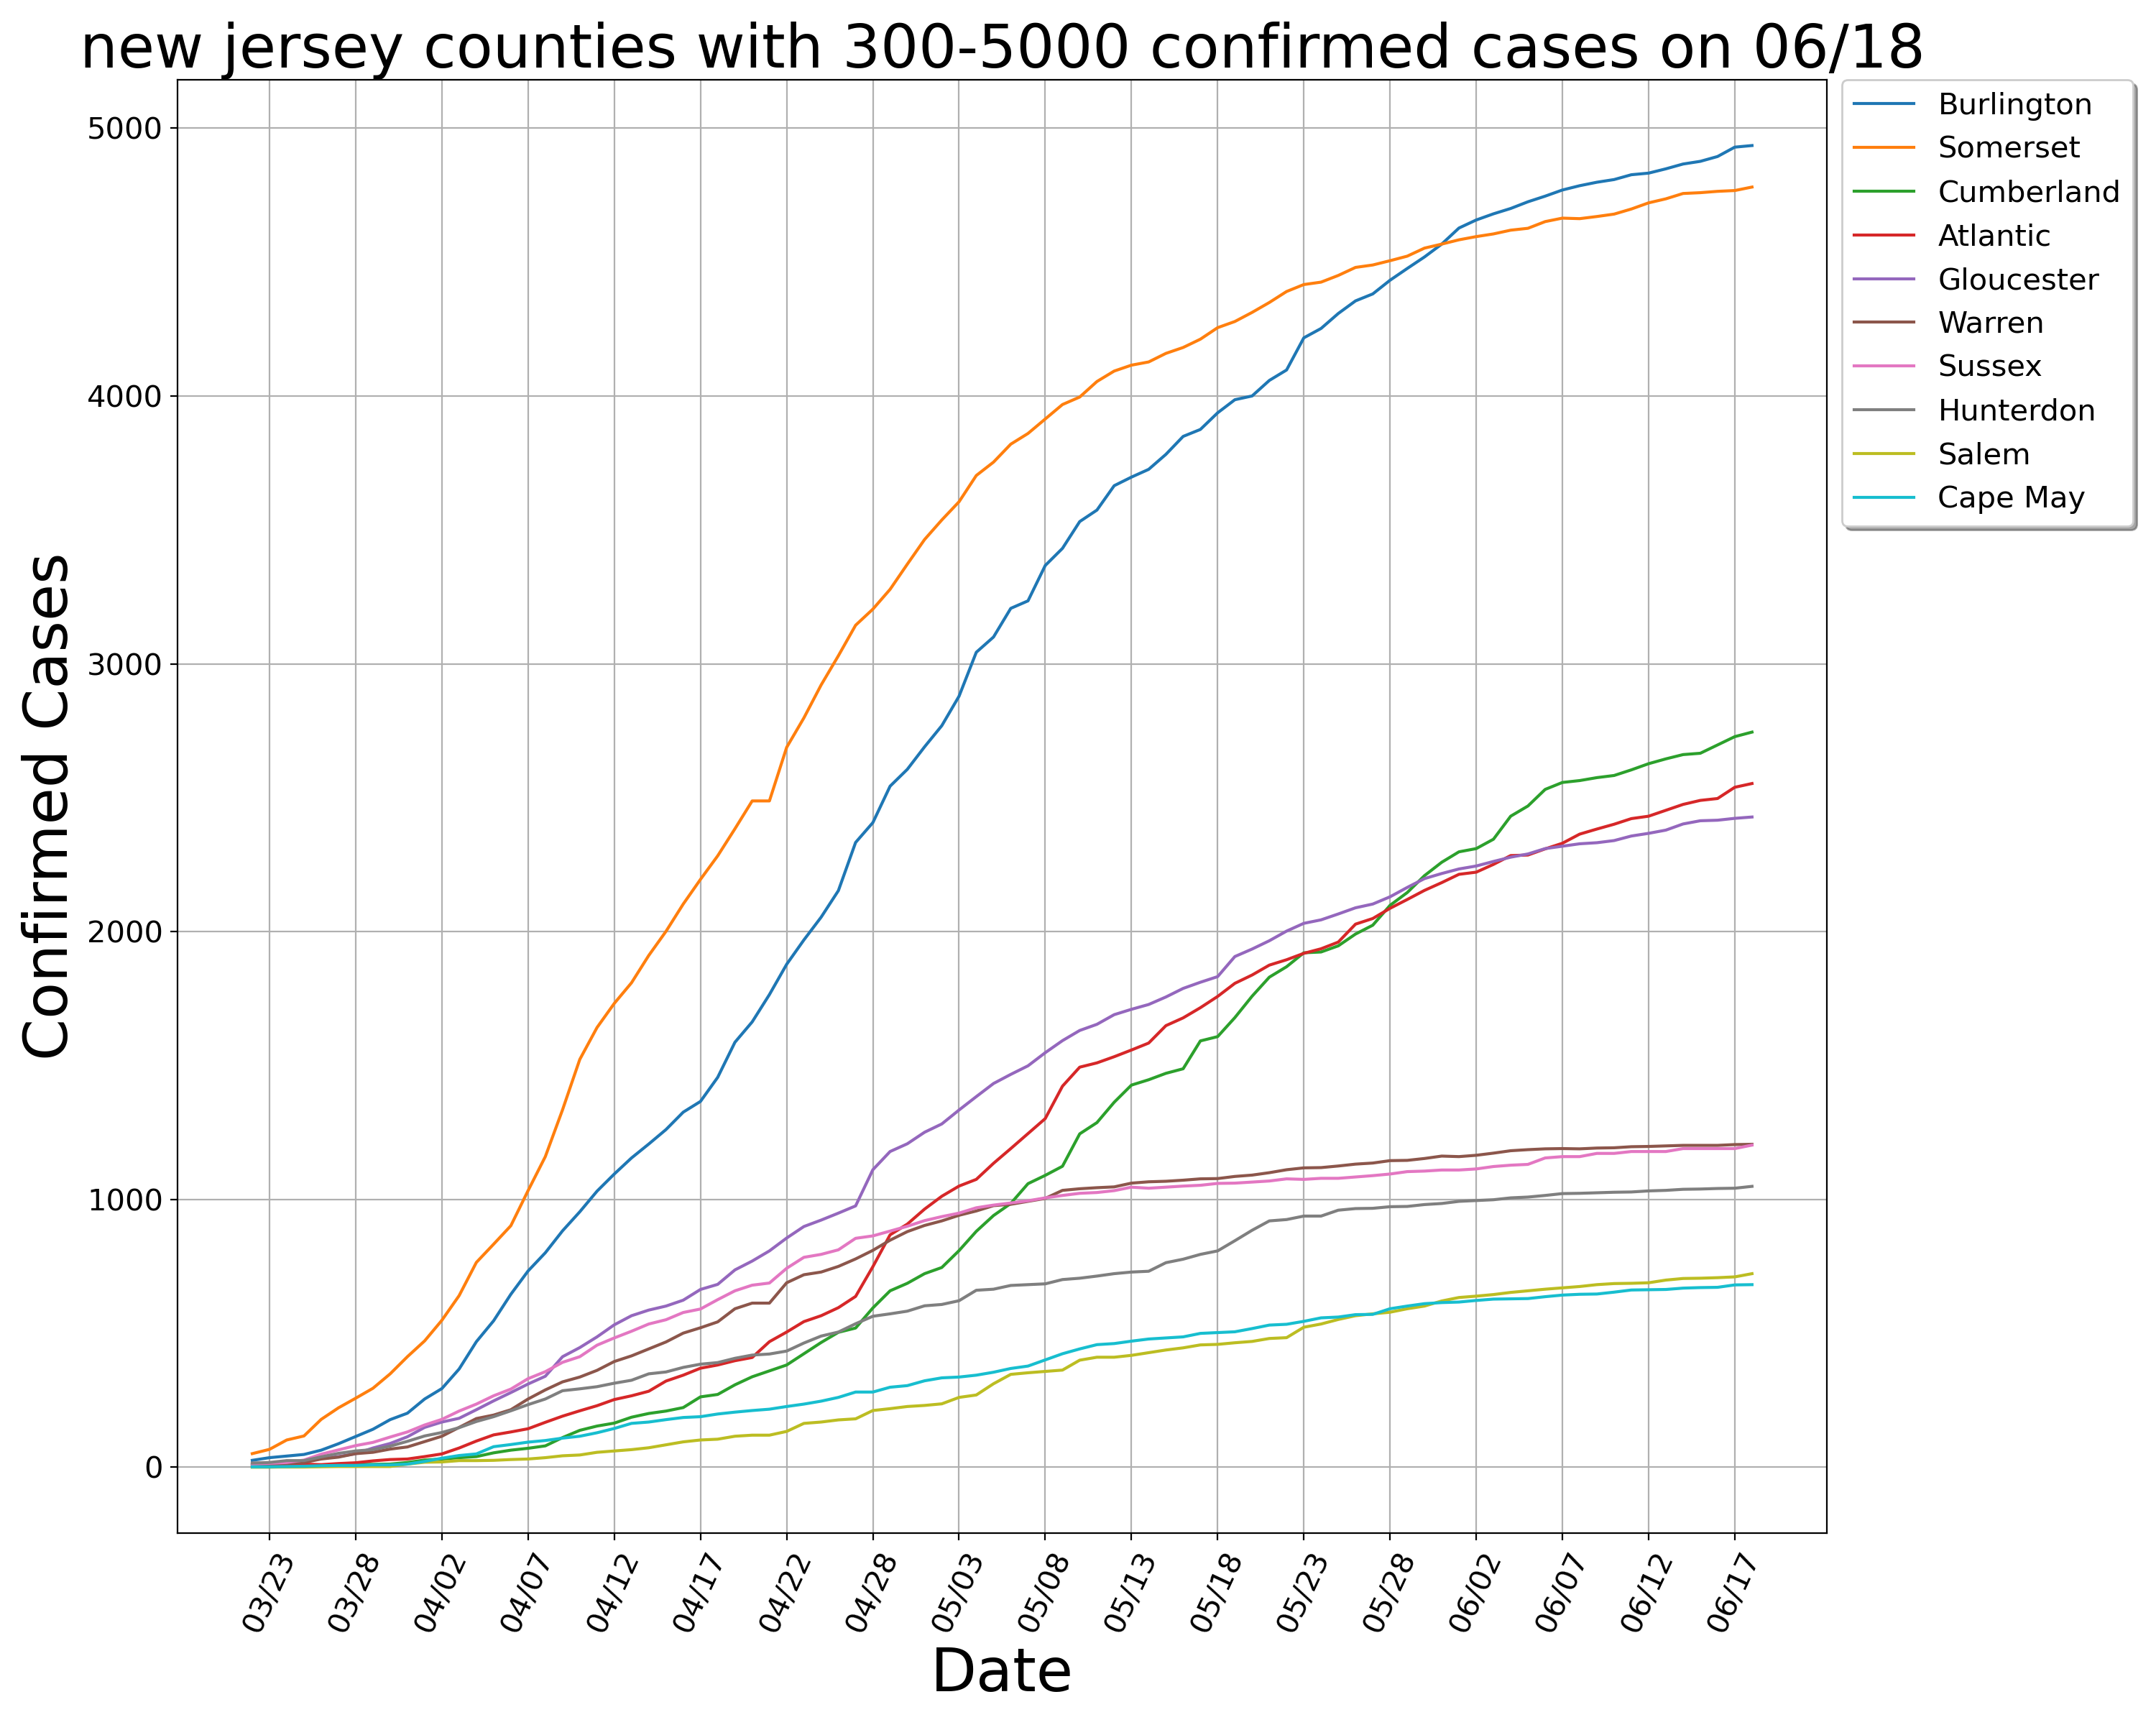 new jersey counties with 300-5000 confirmed cases on 06/18
Burlington
Somerset
Cumberland
Atlantic
Gloucester
Warren
Sussex
Hunterdon
Salem
Cape May
Confirmed Cases
5000
4000
3000
2000
1000
0
03/23
03/28
04/02
04/07
04/12
04/17
04/22
04/28
05/03
05/08
05/13
05/18
05/23
05/28
06/02
06/07
06/12
06/17
Date